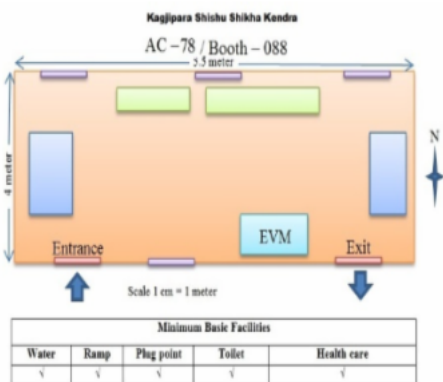 Kagjipara Shishu Shikha Kendra
AC –78 / Booth – 088
5.5 meter
4 meter
N
EVM
Entrance
Exit
Scale 1 cm = 1 meter
Minimum Basic Facilities
Water Ramp Plug point Toilet Health care
√ √ √ √ √